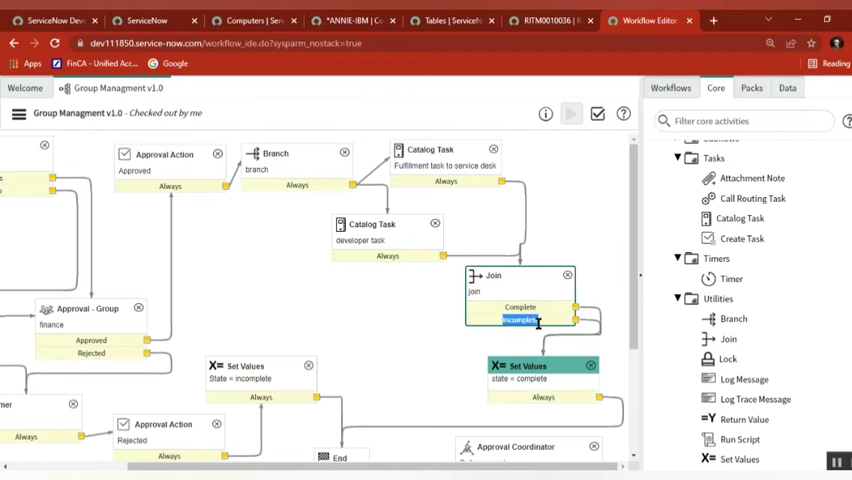 ServiceNow Deve
ServiceNow
Computers | Ser
*ANNIE-IBM | Co
Tables | ServiceN
RITM0010036 | R
Workflow Editor
dev111850.service-now.com/workflow_ide.do?sysparm_nostack=true
Apps
FinCA - Unified Acc...
Google
Reading
Welcome
Group Managment v1.0
Workflows
Core
Packs
Data
Group Managment v1.0 - Checked out by me
Filter core activities
Approval Action
Approved
Always
Branch
branch
Always
Catalog Task
Fulfillment task to service desk
Always
Catalog Task
developer task
Always
Join
join
Complete
Incomplete
Approval - Group
finance
Approved
Rejected
Set Values
State = incomplete
Always
Set Values
state = complete
Always
mer
Always
Approval Action
Rejected
Always
End
Approval Coordinator
Tasks
Attachment Note
Call Routing Task
Catalog Task
Create Task
Timers
Timer
Utilities
Branch
Join
Lock
Log Message
Log Trace Message
Return Value
Run Script
Set Values